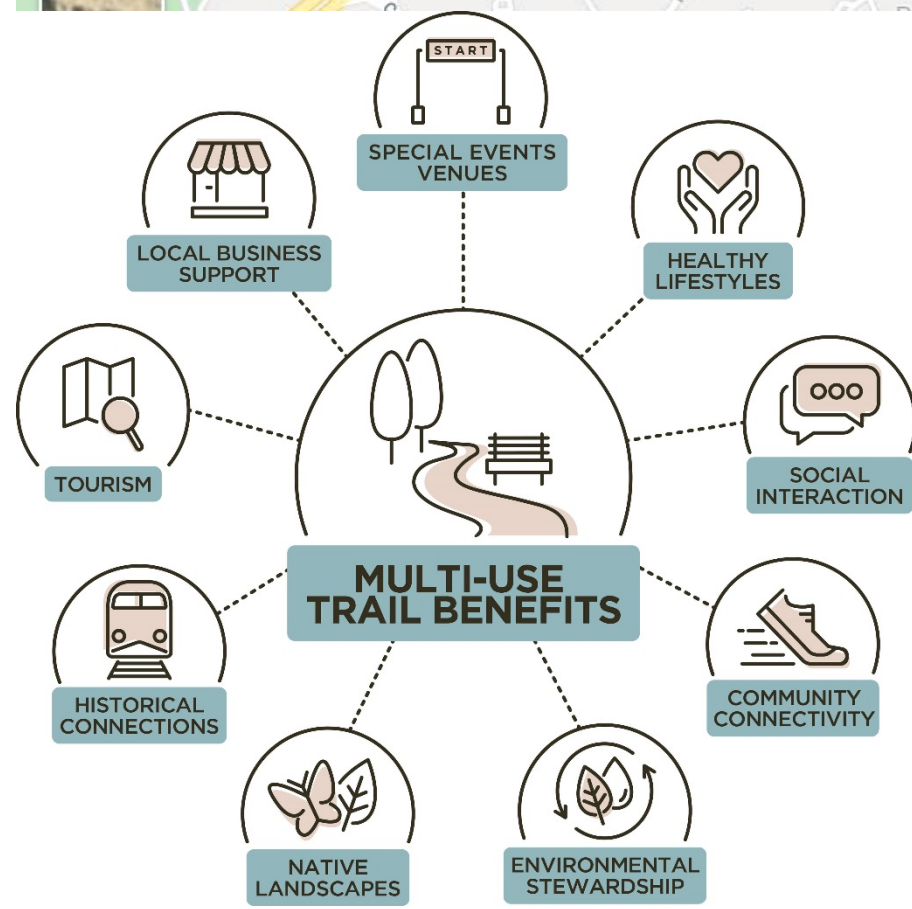 START
SPECIAL EVENTS
VENUES
LOCAL BUSINESS
SUPPORT
HEALTHY
LIFESTYLES
TOURISM
SOCIAL
INTERACTION
MULTI-USE
TRAIL BENEFITS
HISTORICAL
CONNECTIONS
COMMUNITY
CONNECTIVITY
NATIVE
LANDSCAPES
ENVIRONMENTAL
STEWARDSHIP